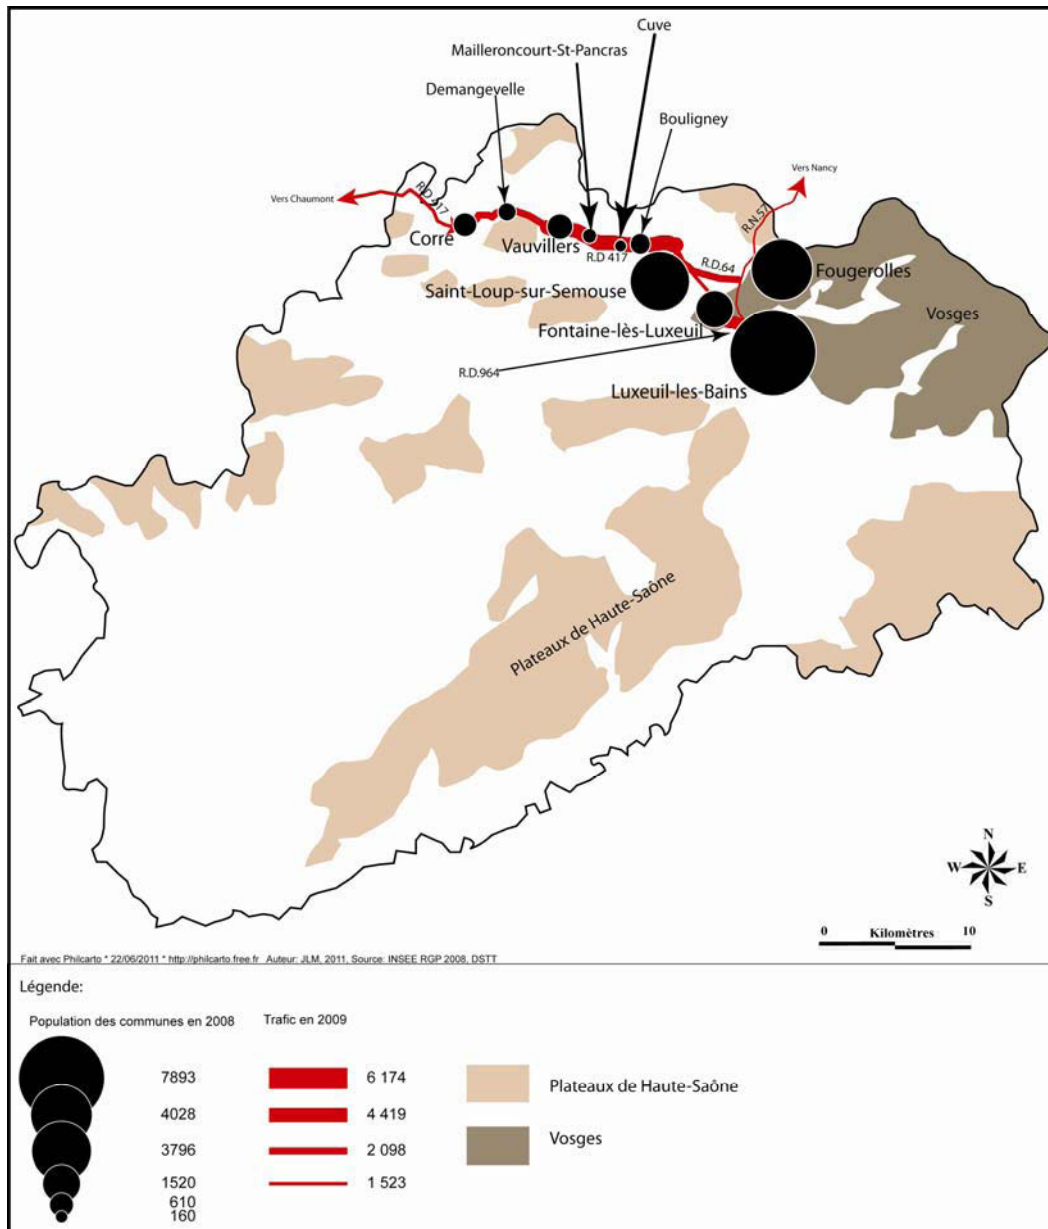 Cuve
Mailleroncourt-St-Pancras
Demangevelle
Bouligney
Vers Nancy
Vers Chaumont
R.D 417
R.N.57
Corre
Vauvillers
R.D 417
R.D.64
Fougerolles
Saint-Loup-sur-Semouse
Vosges
Fontaine-lès-Luxeuil
R.D.964
Luxeuil-les-Bains
Plateaux de Haute-Saône
N
W E
S
0 Kilomètres 10
Fait avec Philcarto * 22/06/2011 * http://philcarto.free.fr Auteur: JLM, 2011, Source: INSEE RGP 2008, DSTT
Légende:
Population des communes en 2008 Trafic en 2009
7893 6 174 Plateaux de Haute-Saône
4028 4 419
3796 2 098 Vosges
1520 1 523
610
160